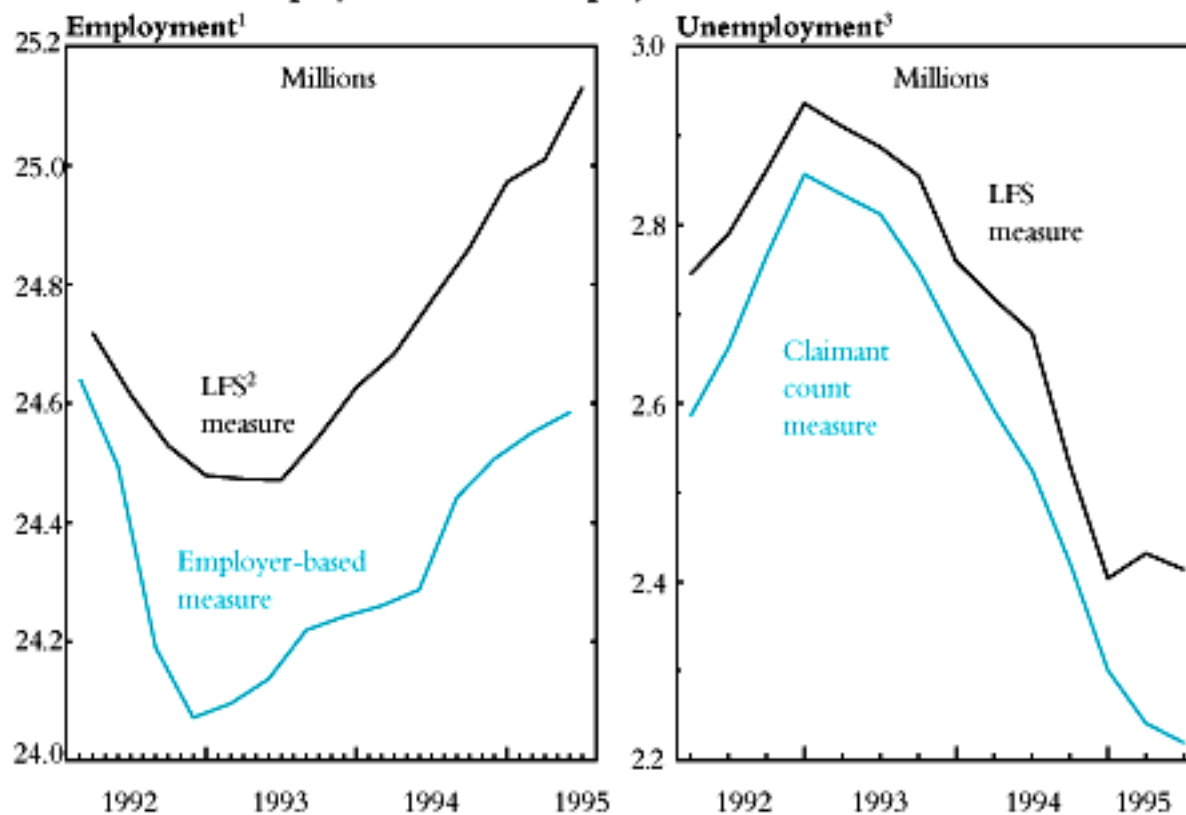 Employment¹
Millions
25.2
25.0
24.8
24.6
24.4
24.2
24.0
LFS²
measure
Employer-based
measure
1992 1993 1994 1995
Unemployment³
Millions
3.0
2.8
2.6
2.4
2.2
LFS
measure
Claimant
count
measure
1992 1993 1994 1995